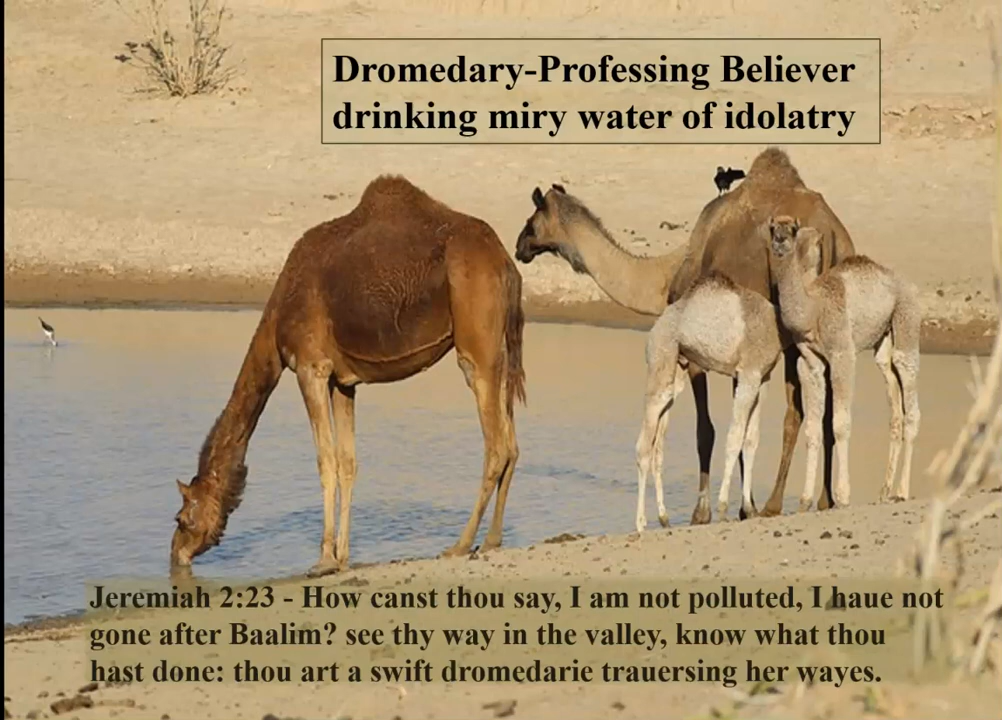 Dromedary-Professing Believer
drinking miry water of idolatry
Jeremiah 2:23 - How canst thou say, I am not polluted, I haue not
gone after Baalim? see thy way in the valley, know what thou
hast done: thou art a swift dromedarie trauersing her wayes.